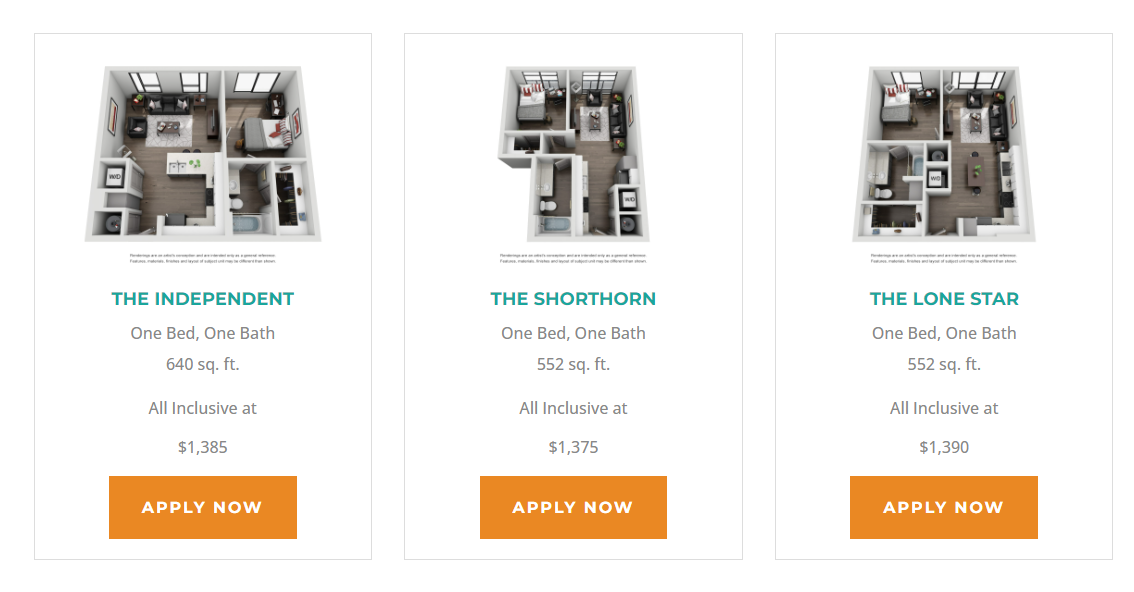 W/D
Renderings are an artist's conception and are intended only as a general reference.
Features, materials, finishes and layout of subject unit may be different than shown.
THE INDEPENDENT
One Bed, One Bath
640 sq. ft.
All Inclusive at
$1,385
APPLY NOW
W/D
Renderings are an artist's conception and are intended only as a general reference.
Features, materials, finishes and layout of subject unit may be different than shown.
THE SHORTHORN
One Bed, One Bath
552 sq. ft.
All Inclusive at
$1,375
APPLY NOW
W/D
Renderings are an artist's conception and are intended only as a general reference.
Features, materials, finishes and layout of subject unit may be different than shown.
THE LONE STAR
One Bed, One Bath
552 sq. ft.
All Inclusive at
$1,390
APPLY NOW